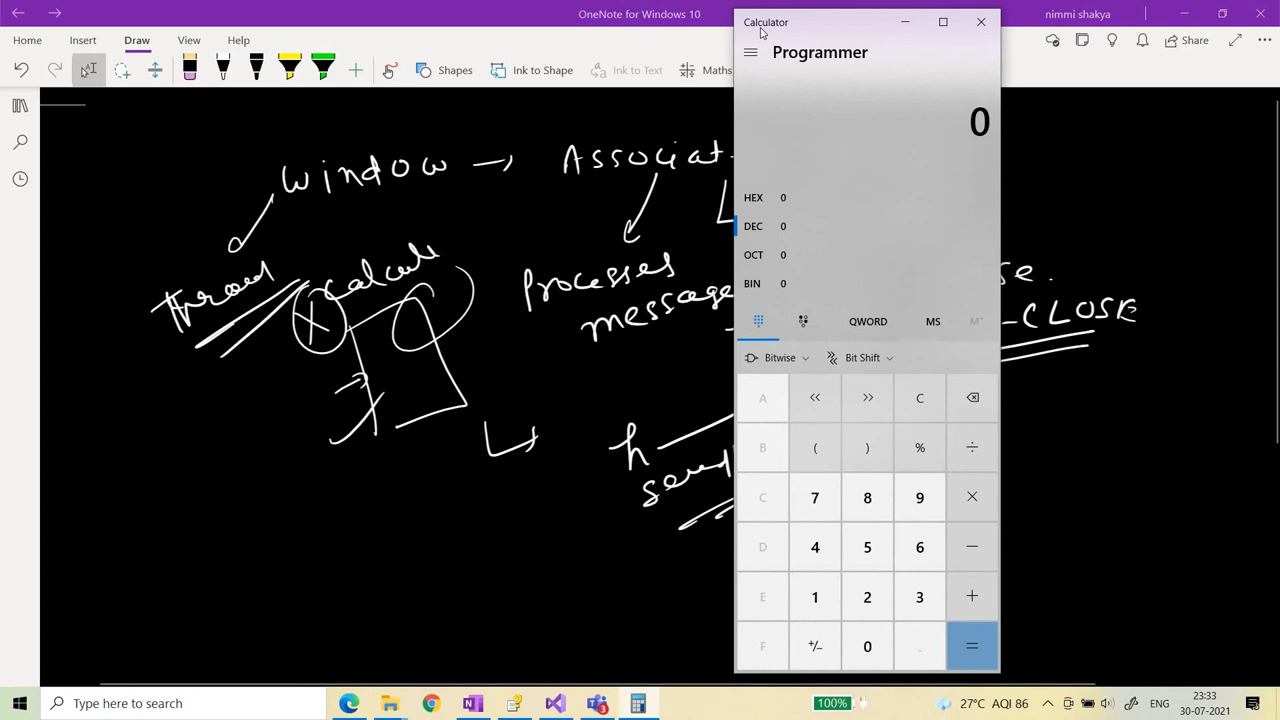 OneNote for Windows 10
nimmi shakya
Home Insert Draw View Help
Shapes
Ink to Shape
Ink to Text
Maths
Share
Calculator
Programmer
0
HEX 0
DEC 0
OCT 0
BIN 0
QWORD MS M
Bitwise Bit Shift
A << >> C
B ( ) % ÷
C 7 8 9 ×
D 4 5 6 −
E 1 2 3 +
F +/− 0 . =
Window → Associat
Processes
message
CLOSE
h
Type here to search
100%
27°C AQI 86
ENG
23:33
30-07-2021
3